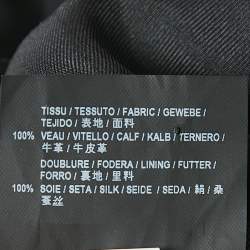 TISSU / TESSUTO / FABRIC / GEWEBE /
TEJIDO / 表地 / 面料
100% VEAU / VITELLO / CALF / KALB / TERNERO /
牛革 / 牛皮革
DOUBLURE / FODERA / LINING / FUTTER /
FORRO / 裏地 / 里料
100% SOIE / SETA / SILK / SEIDE / SEDA / 絹 / 桑
蚕丝